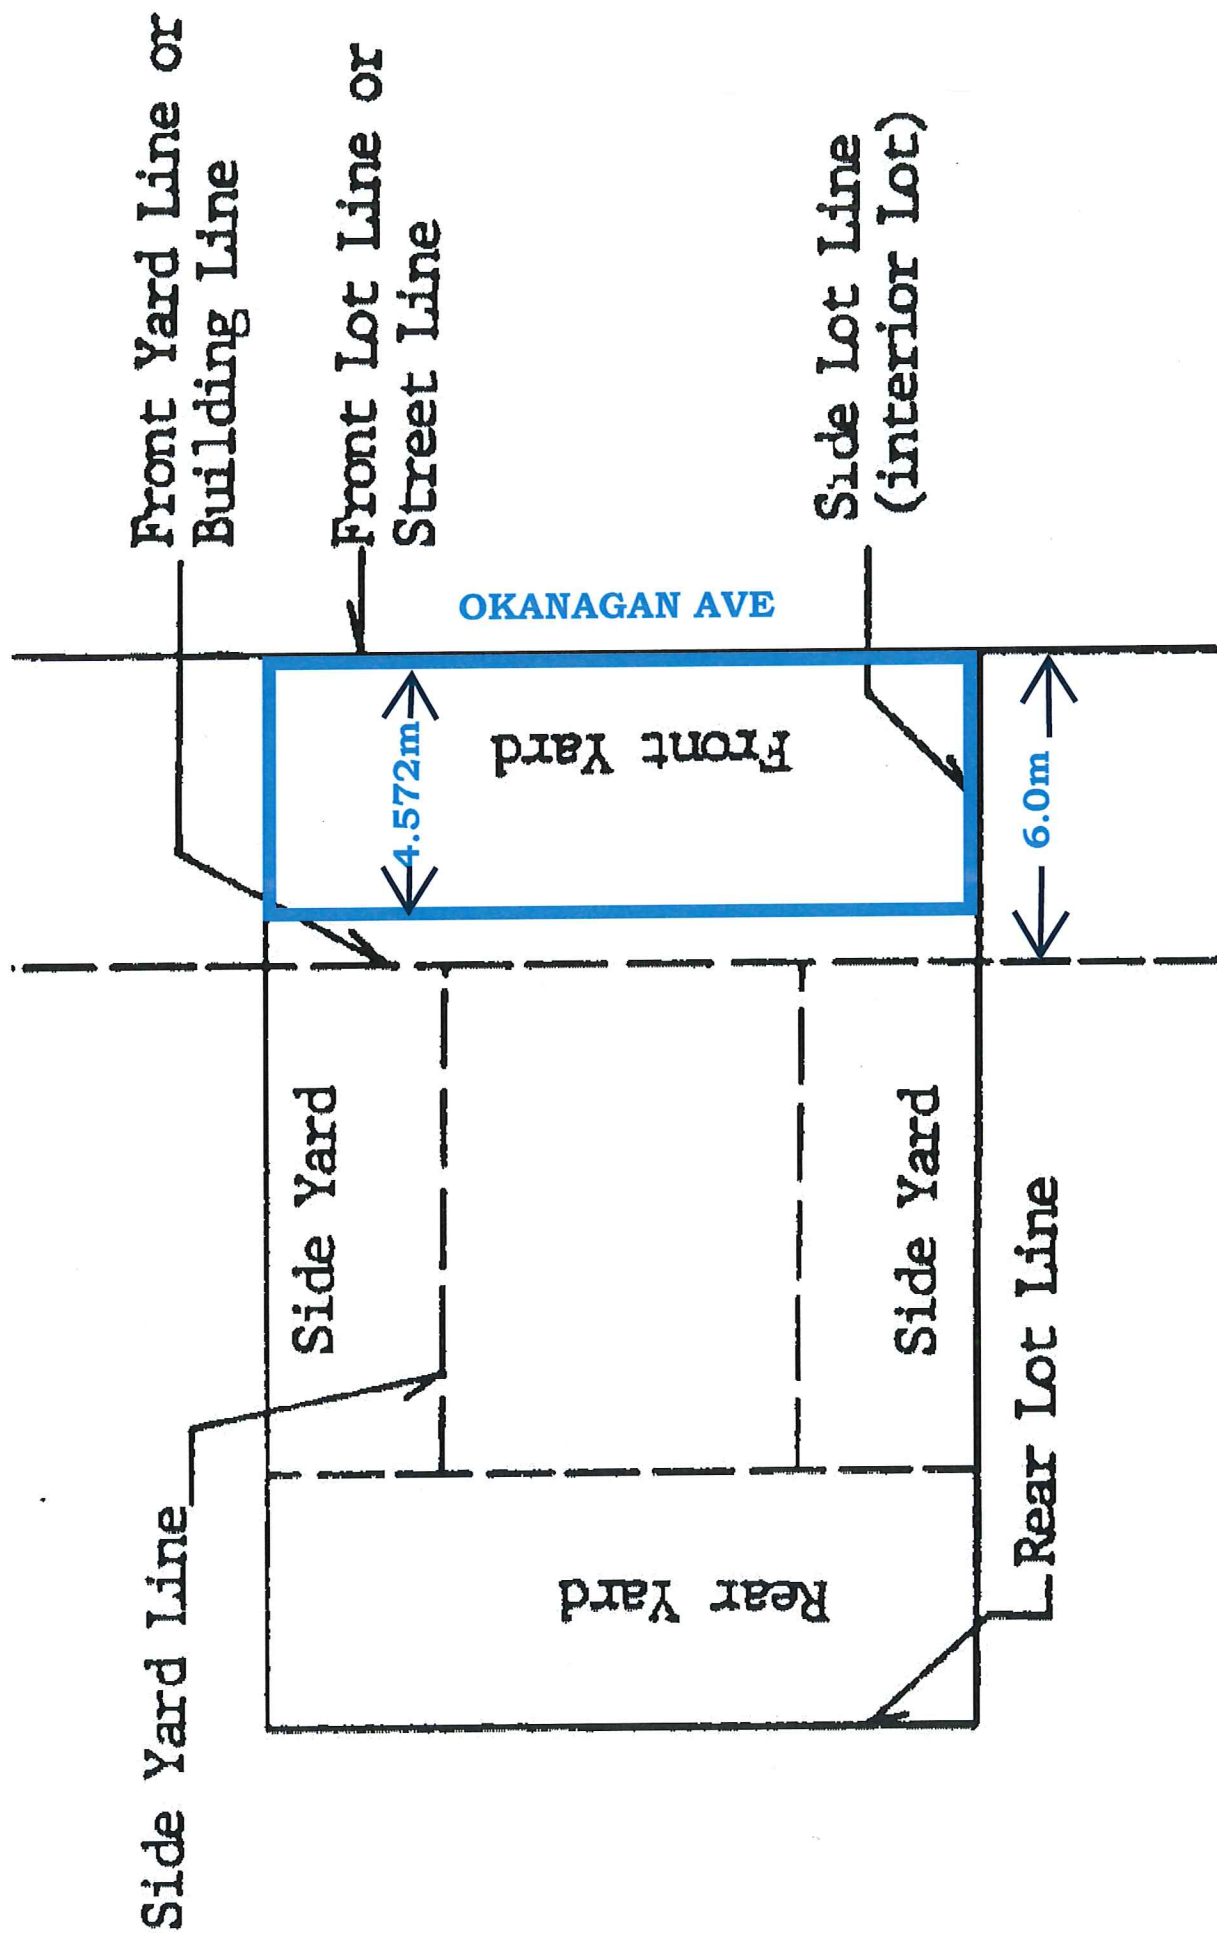 Front Yard Line or
Building Line
Front Lot Line or
Street Line
OKANAGAN AVE
Side Lot Line
(interior Lot)
4.572m
Front Yard
6.0m
Side Yard
Side Yard
Side Yard Line
Rear Yard
Rear Lot Line